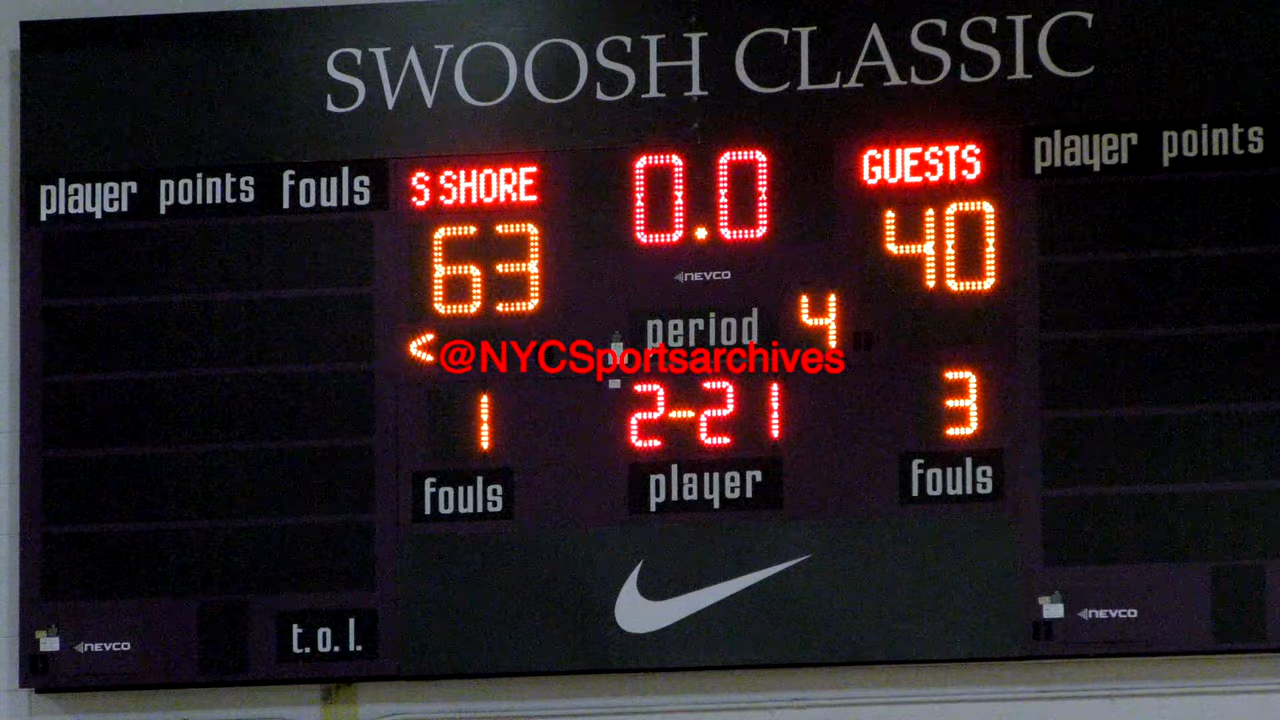 SWOOSH CLASSIC
player points fouls
S SHORE
0.0
GUESTS
player points
63
40
NEVCO
period 4
<
@NYCSportsarchives
1
2-21
3
fouls
player
fouls
NEVCO
t.o.l.
NEVCO